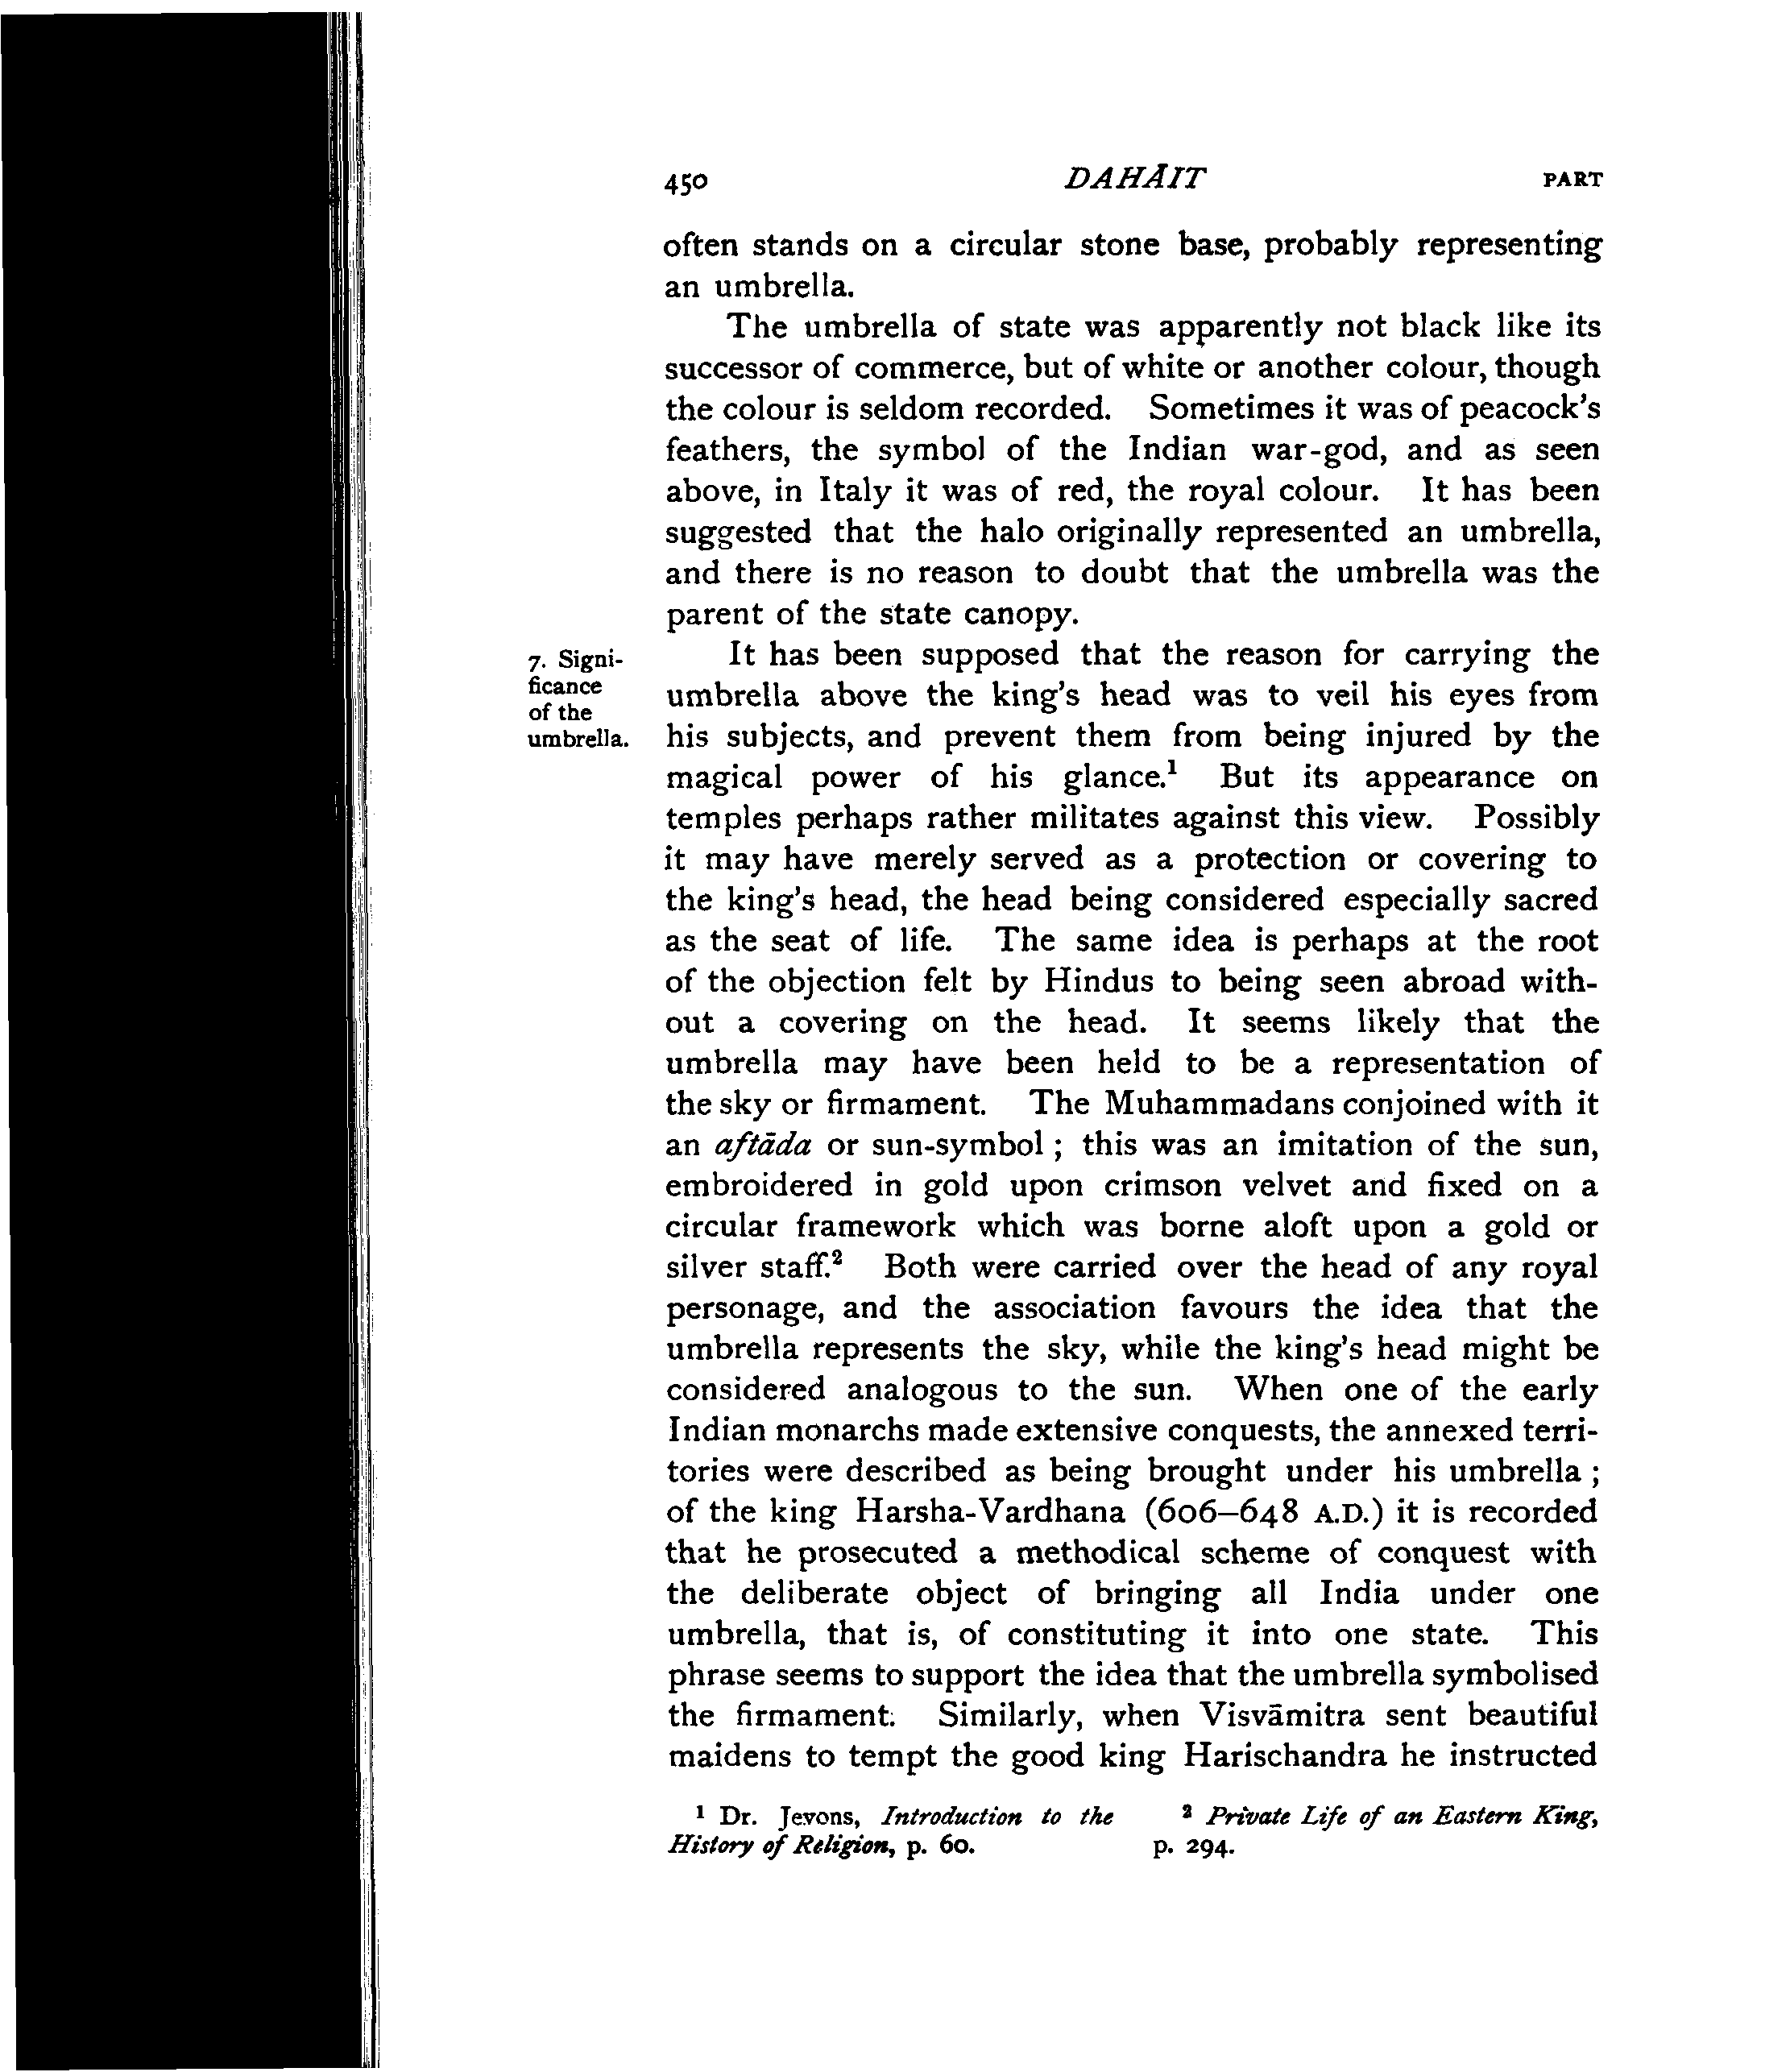 450 DAHĀIT PART
often stands on a circular stone base, probably representing
an umbrella.
The umbrella of state was apparently not black like its
successor of commerce, but of white or another colour, though
the colour is seldom recorded. Sometimes it was of peacock's
feathers, the symbol of the Indian war-god, and as seen
above, in Italy it was of red, the royal colour. It has been
suggested that the halo originally represented an umbrella,
and there is no reason to doubt that the umbrella was the
parent of the state canopy.
7. Signi-
ficance
of the
umbrella.
It has been supposed that the reason for carrying the
umbrella above the king's head was to veil his eyes from
his subjects, and prevent them from being injured by the
magical power of his glance.¹ But its appearance on
temples perhaps rather militates against this view. Possibly
it may have merely served as a protection or covering to
the king's head, the head being considered especially sacred
as the seat of life. The same idea is perhaps at the root
of the objection felt by Hindus to being seen abroad with-
out a covering on the head. It seems likely that the
umbrella may have been held to be a representation of
the sky or firmament. The Muhammadans conjoined with it
an aftāda or sun-symbol ; this was an imitation of the sun,
embroidered in gold upon crimson velvet and fixed on a
circular framework which was borne aloft upon a gold or
silver staff.² Both were carried over the head of any royal
personage, and the association favours the idea that the
umbrella represents the sky, while the king's head might be
considered analogous to the sun. When one of the early
Indian monarchs made extensive conquests, the annexed terri-
tories were described as being brought under his umbrella ;
of the king Harsha-Vardhana (606–648 A.D.) it is recorded
that he prosecuted a methodical scheme of conquest with
the deliberate object of bringing all India under one
umbrella, that is, of constituting it into one state. This
phrase seems to support the idea that the umbrella symbolised
the firmament. Similarly, when Visvāmitra sent beautiful
maidens to tempt the good king Harischandra he instructed
¹ Dr. Jevons, Introduction to the
History of Religion, p. 60.
² Private Life of an Eastern King,
p. 294.